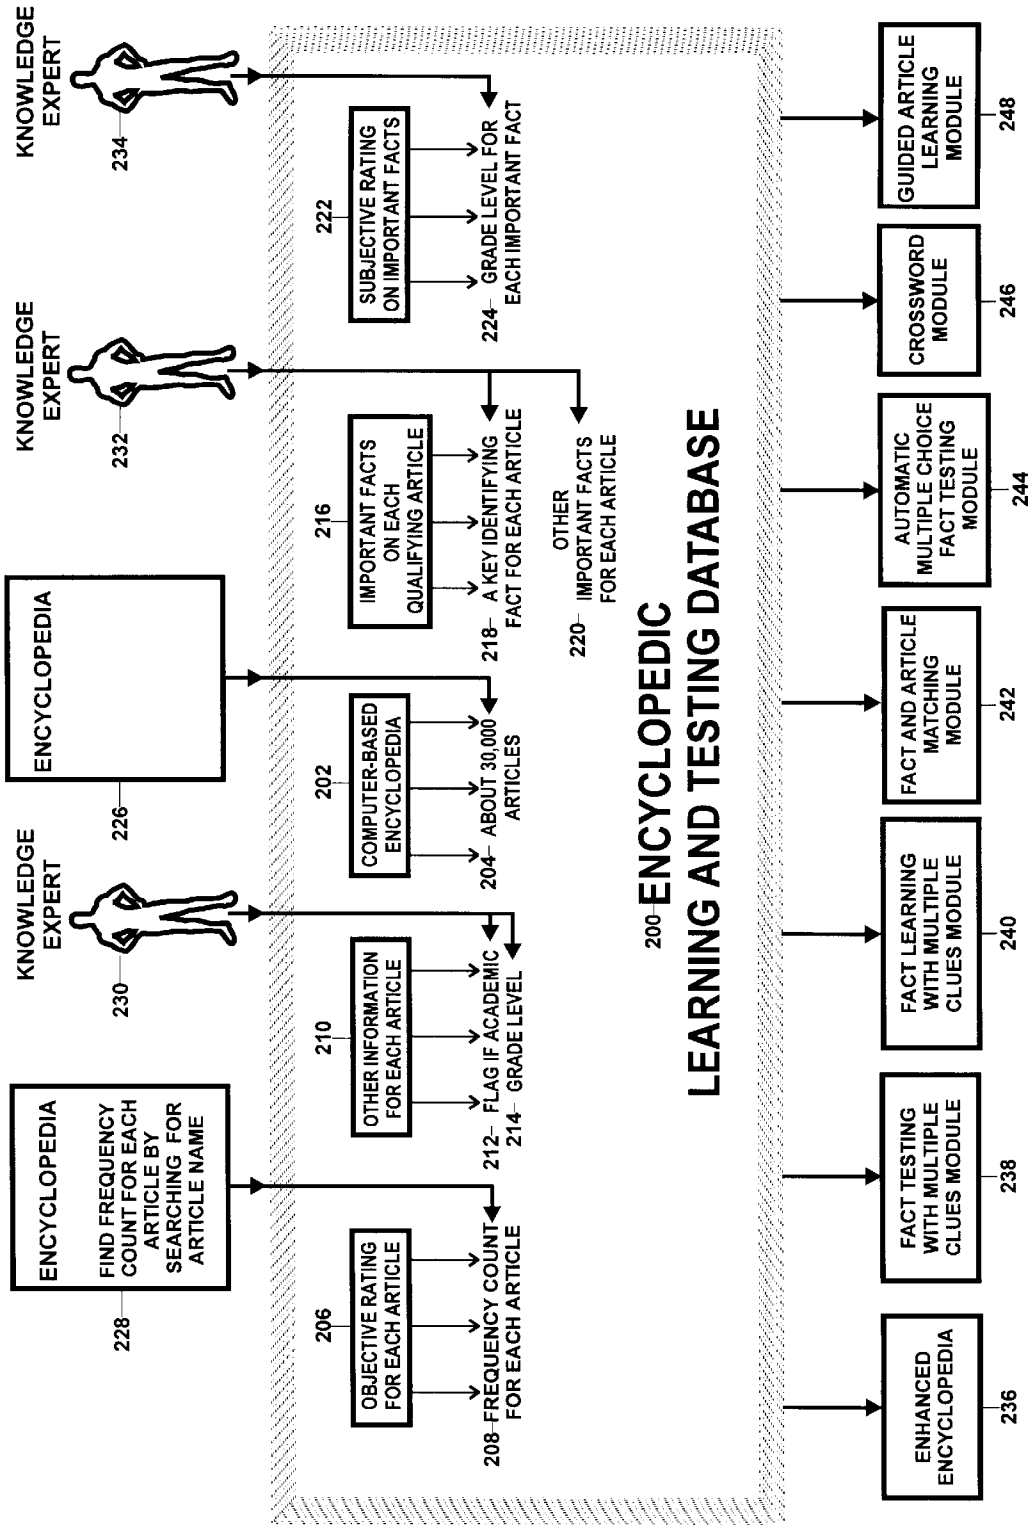 ENCYCLOPEDIA
FIND FREQUENCY
COUNT FOR EACH
ARTICLE BY
SEARCHING FOR
ARTICLE NAME
228
KNOWLEDGE
EXPERT
230
ENCYCLOPEDIA
226
KNOWLEDGE
EXPERT
232
KNOWLEDGE
EXPERT
234
206
OBJECTIVE RATING
FOR EACH ARTICLE
208 FREQUENCY COUNT
FOR EACH ARTICLE
210
OTHER INFORMATION
FOR EACH ARTICLE
212 FLAG IF ACADEMIC
214 GRADE LEVEL
202
COMPUTER-BASED
ENCYCLOPEDIA
204 ABOUT 30,000
ARTICLES
216
IMPORTANT FACTS
ON EACH
QUALIFYING ARTICLE
218 A KEY IDENTIFYING
FACT FOR EACH ARTICLE
OTHER
220 IMPORTANT FACTS
FOR EACH ARTICLE
222
SUBJECTIVE RATING
ON IMPORTANT FACTS
224 GRADE LEVEL FOR
EACH IMPORTANT FACT
200 ENCYCLOPEDIC
LEARNING AND TESTING DATABASE
ENHANCED
ENCYCLOPEDIA
236
FACT TESTING
WITH MULTIPLE
CLUES MODULE
238
FACT LEARNING
WITH MULTIPLE
CLUES MODULE
240
FACT AND ARTICLE
MATCHING
MODULE
242
AUTOMATIC
MULTIPLE CHOICE
FACT TESTING
MODULE
244
CROSSWORD
MODULE
246
GUIDED ARTICLE
LEARNING
MODULE
248